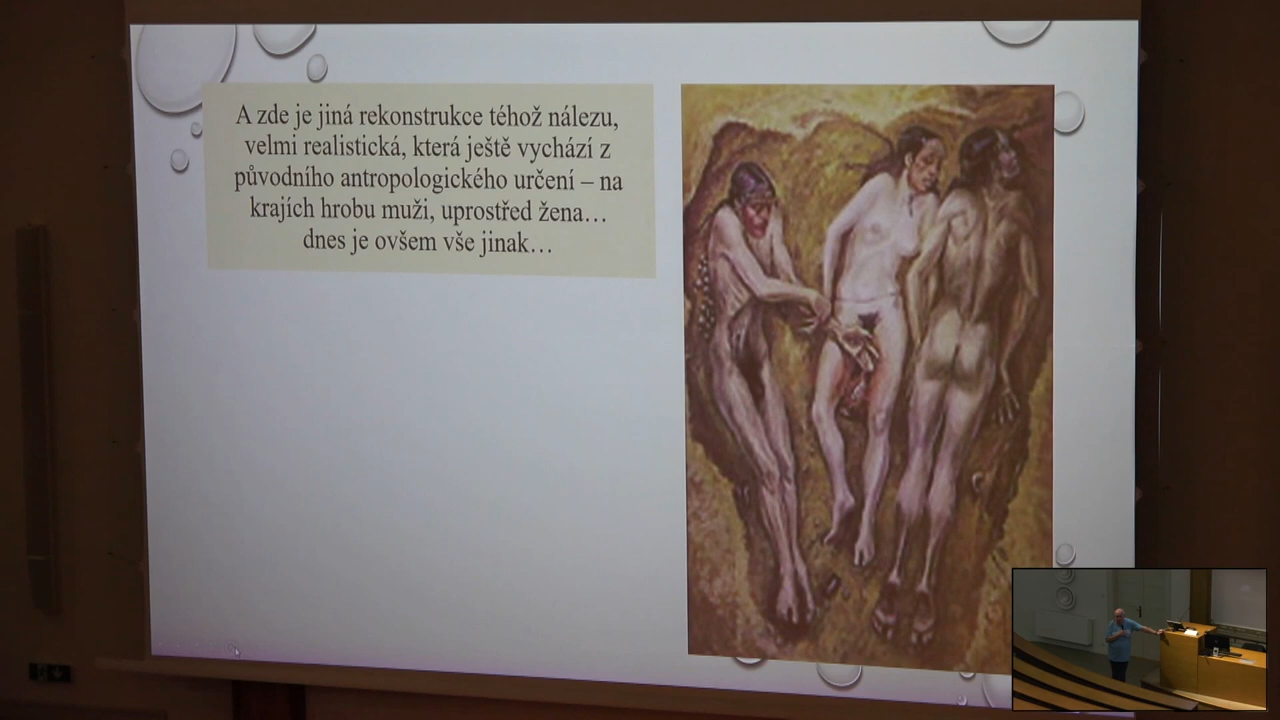 A zde je jiná rekonstrukce téhož nálezu,
velmi realistická, která ještě vychází z
původního antropologického určení – na
krajích hrobu muži, uprostřed žena…
dnes je ovšem vše jinak…